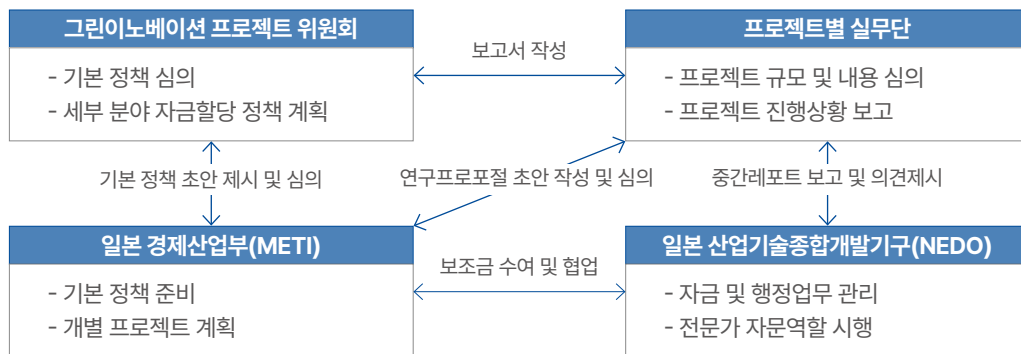 그린이노베이션 프로젝트 위원회
- 기본 정책 심의
- 세부 분야 자금할당 정책 계획
보고서 작성
프로젝트별 실무단
- 프로젝트 규모 및 내용 심의
- 프로젝트 진행상황 보고
기본 정책 초안 제시 및 심의
연구프로포절 초안 작성 및 심의
중간레포트 보고 및 의견제시
일본 경제산업부(METI)
- 기본 정책 준비
- 개별 프로젝트 계획
보조금 수여 및 협업
일본 산업기술종합개발기구(NEDO)
- 자금 및 행정업무 관리
- 전문가 자문역할 시행